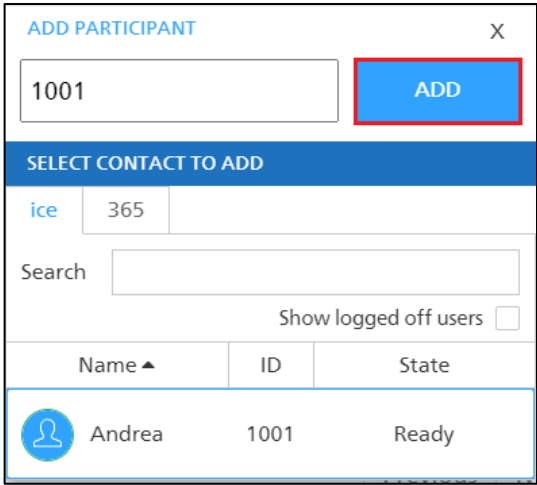 ADD PARTICIPANT X
1001 ADD
SELECT CONTACT TO ADD
ice 365
Search
Show logged off users
Name ID State
Andrea 1001 Ready